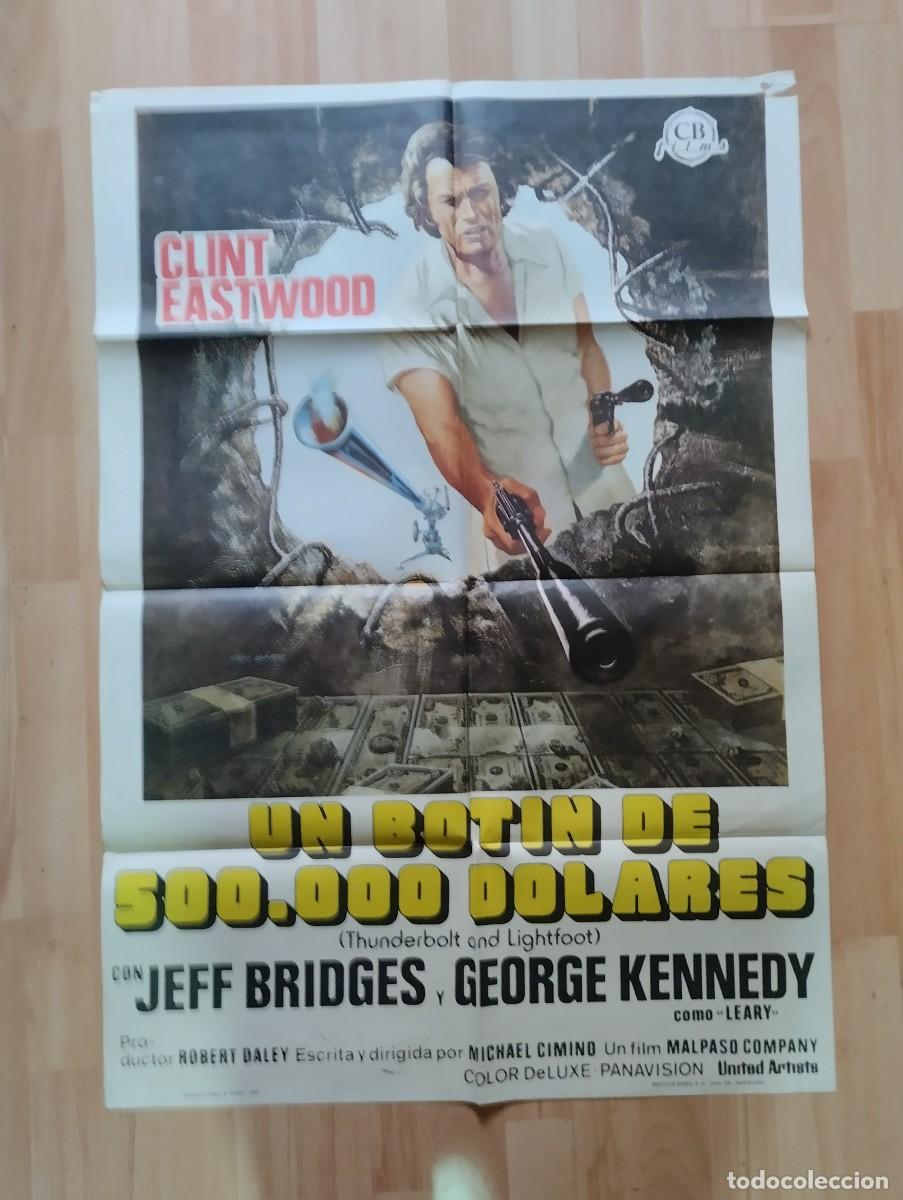 CB
films
CLINT
EASTWOOD
UN BOTIN DE
500.000 DOLARES
(Thunderbolt and Lightfoot)
CON JEFF BRIDGES Y GEORGE KENNEDY
como "LEARY"
Pro-
ductor ROBERT DALEY Escrita y dirigida por MICHAEL CIMINO Un film MALPASO COMPANY
COLOR DeLUXE - PANAVISION United Artists
todocoleccion